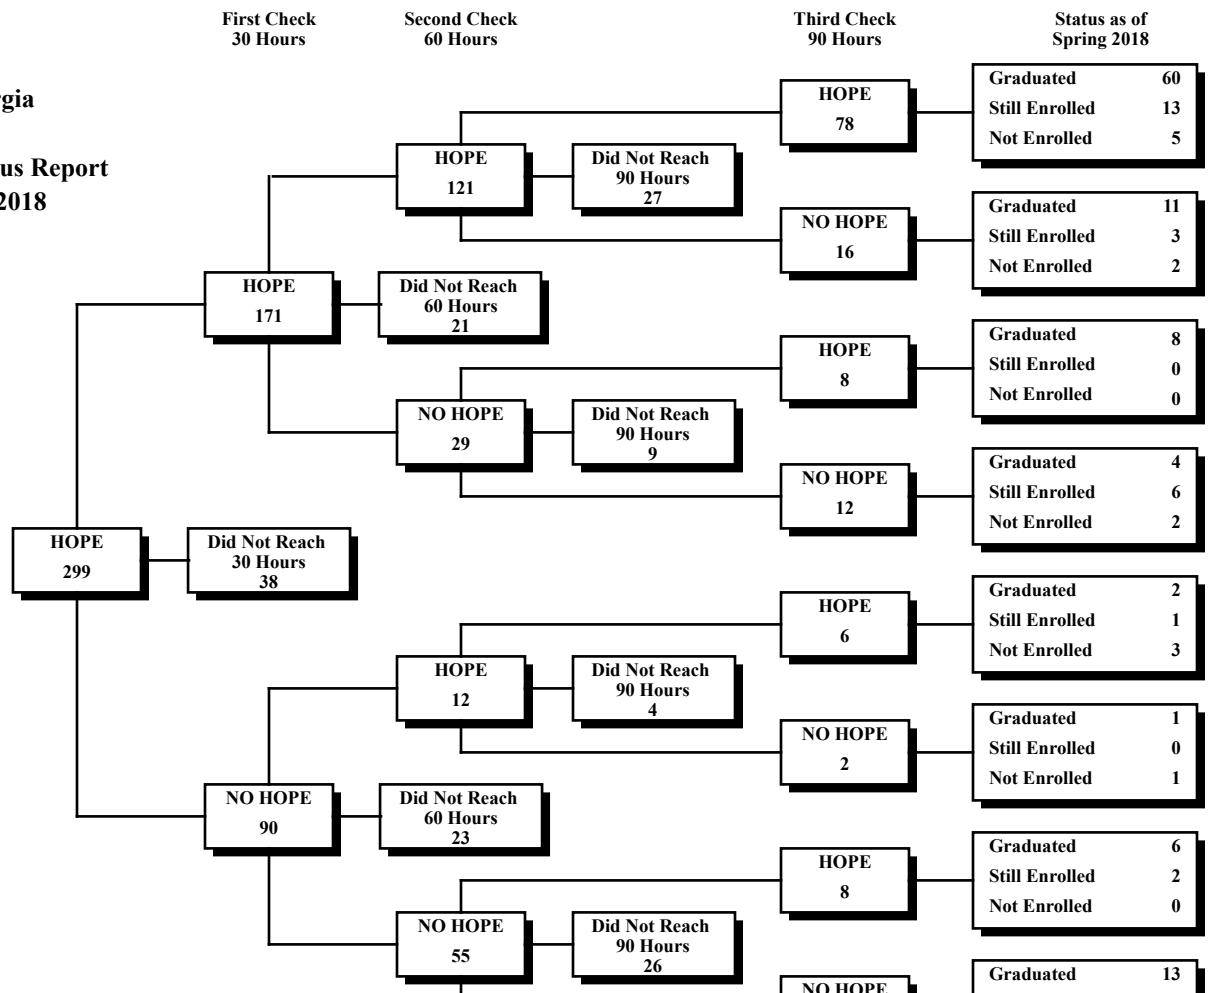 First Check
30 Hours
Second Check
60 Hours
Third Check
90 Hours
Status as of
Spring 2018
rgia
us Report
2018
HOPE
78
Graduated 60
Still Enrolled 13
Not Enrolled 5
HOPE
121
Did Not Reach
90 Hours
27
NO HOPE
16
Graduated 11
Still Enrolled 3
Not Enrolled 2
HOPE
171
Did Not Reach
60 Hours
21
HOPE
8
Graduated 8
Still Enrolled 0
Not Enrolled 0
NO HOPE
29
Did Not Reach
90 Hours
9
NO HOPE
12
Graduated 4
Still Enrolled 6
Not Enrolled 2
HOPE
299
Did Not Reach
30 Hours
38
HOPE
6
Graduated 2
Still Enrolled 1
Not Enrolled 3
HOPE
12
Did Not Reach
90 Hours
4
NO HOPE
2
Graduated 1
Still Enrolled 0
Not Enrolled 1
NO HOPE
90
Did Not Reach
60 Hours
23
HOPE
8
Graduated 6
Still Enrolled 2
Not Enrolled 0
NO HOPE
55
Did Not Reach
90 Hours
26
NO HOPE
Graduated 13